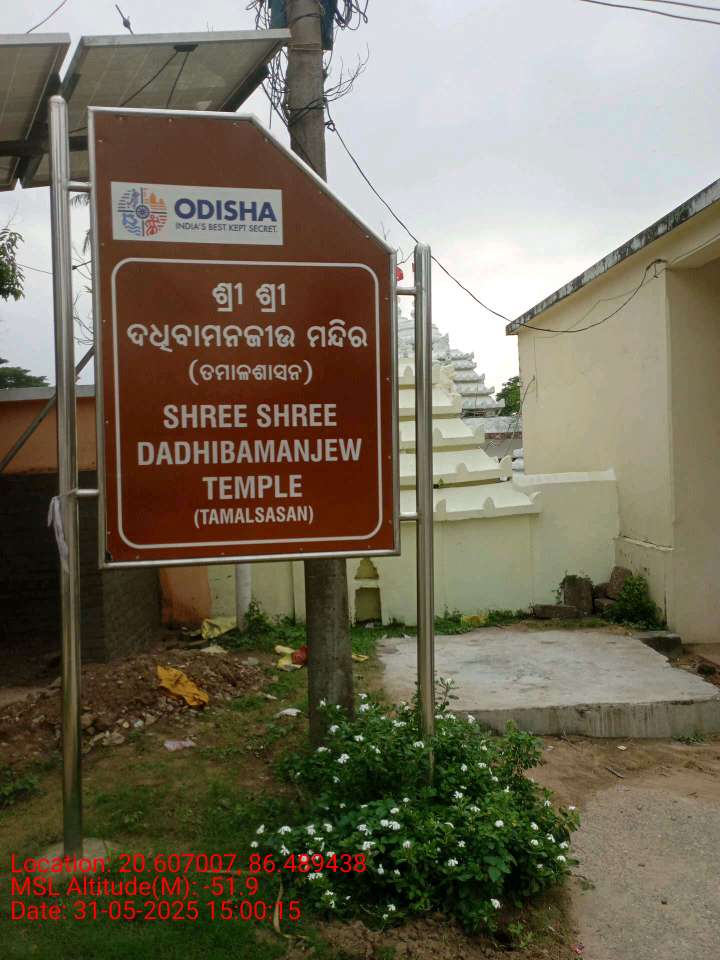 ODISHA
INDIA'S BEST KEPT SECRET.
ଶ୍ରୀ ଶ୍ରୀ
ଦଧିବାମନଜୀଉ ମନ୍ଦିର
(ତମାଳଶାସନ)
SHREE SHREE
DADHIBAMANJEW
TEMPLE
(TAMALSASAN)
Location: 20.607007, 86.489438
MSL Altitude(M): -51.9
Date: 31-05-2025 15:00:15